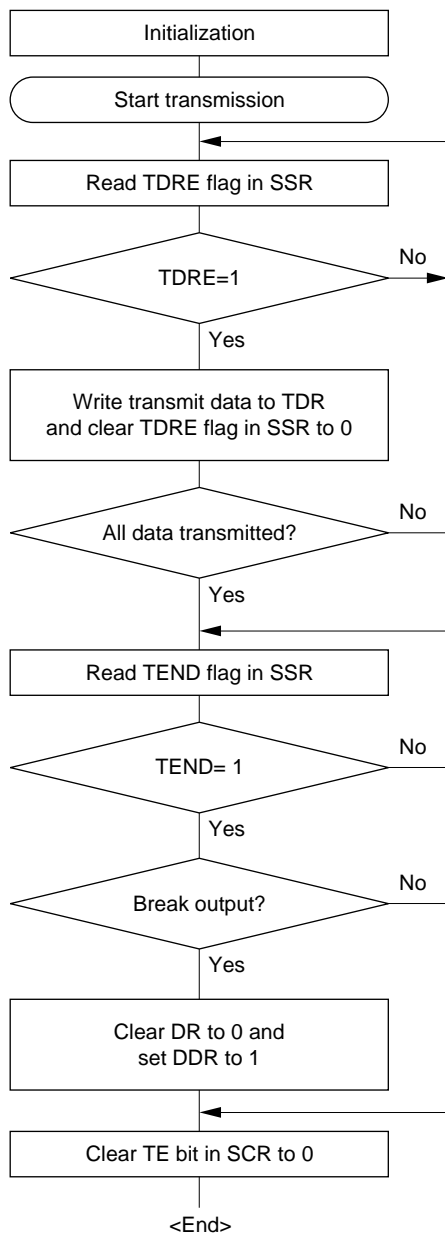 Initialization
Start transmission
Read TDRE flag in SSR
TDRE=1
No
Yes
Write transmit data to TDR
and clear TDRE flag in SSR to 0
All data transmitted?
No
Yes
Read TEND flag in SSR
TEND= 1
No
Yes
Break output?
No
Yes
Clear DR to 0 and
set DDR to 1
Clear TE bit in SCR to 0
<End>